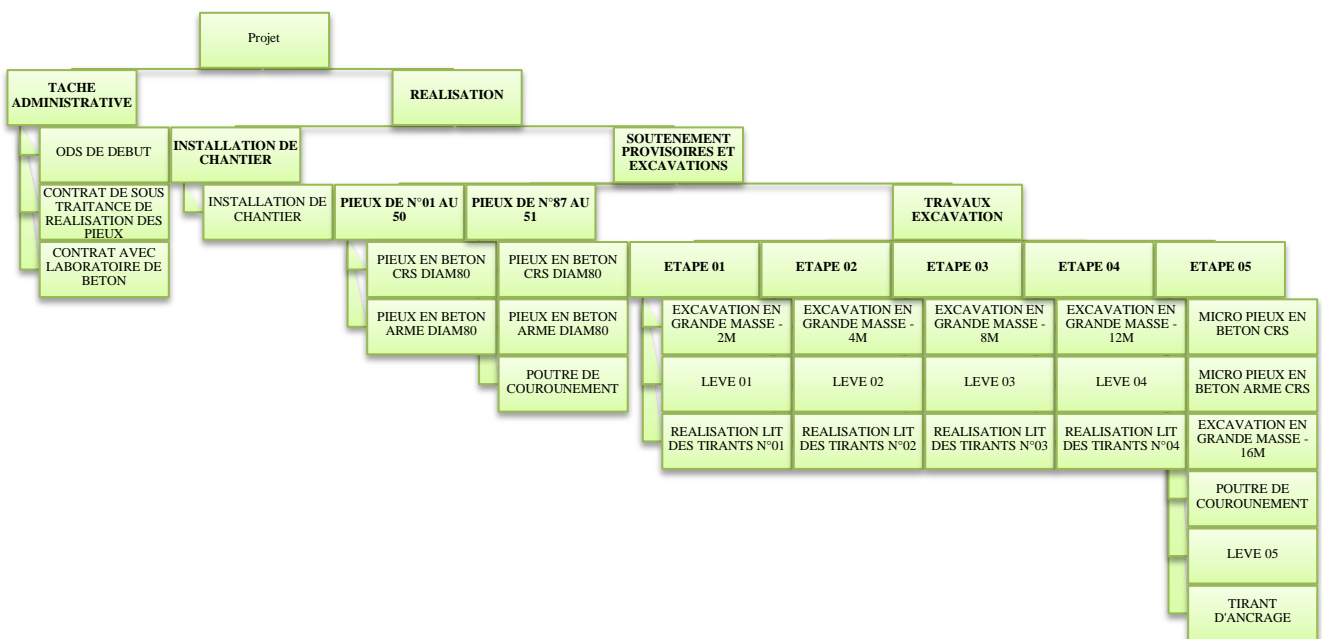 Projet
TACHE
ADMINISTRATIVE
REALISATION
ODS DE DEBUT
INSTALLATION DE
CHANTIER
SOUTENEMENT
PROVISOIRES ET
EXCAVATIONS
CONTRAT DE SOUS
TRAITANCE DE
REALISATION DES
PIEUX
INSTALLATION DE
CHANTIER
PIEUX DE N°01 AU
50
PIEUX DE N°87 AU
51
TRAVAUX
EXCAVATION
CONTRAT AVEC
LABORATOIRE DE
BETON
PIEUX EN BETON
CRS DIAM80
PIEUX EN BETON
CRS DIAM80
ETAPE 01
ETAPE 02
ETAPE 03
ETAPE 04
ETAPE 05
PIEUX EN BETON
ARME DIAM80
PIEUX EN BETON
ARME DIAM80
EXCAVATION EN
GRANDE MASSE -
2M
EXCAVATION EN
GRANDE MASSE -
4M
EXCAVATION EN
GRANDE MASSE -
8M
EXCAVATION EN
GRANDE MASSE -
12M
MICRO PIEUX EN
BETON CRS
POUTRE DE
COUROUNEMENT
LEVE 01
LEVE 02
LEVE 03
LEVE 04
MICRO PIEUX EN
BETON ARME CRS
REALISATION LIT
DES TIRANTS N°01
REALISATION LIT
DES TIRANTS N°02
REALISATION LIT
DES TIRANTS N°03
REALISATION LIT
DES TIRANTS N°04
EXCAVATION EN
GRANDE MASSE -
16M
POUTRE DE
COUROUNEMENT
LEVE 05
TIRANT
D'ANCRAGE